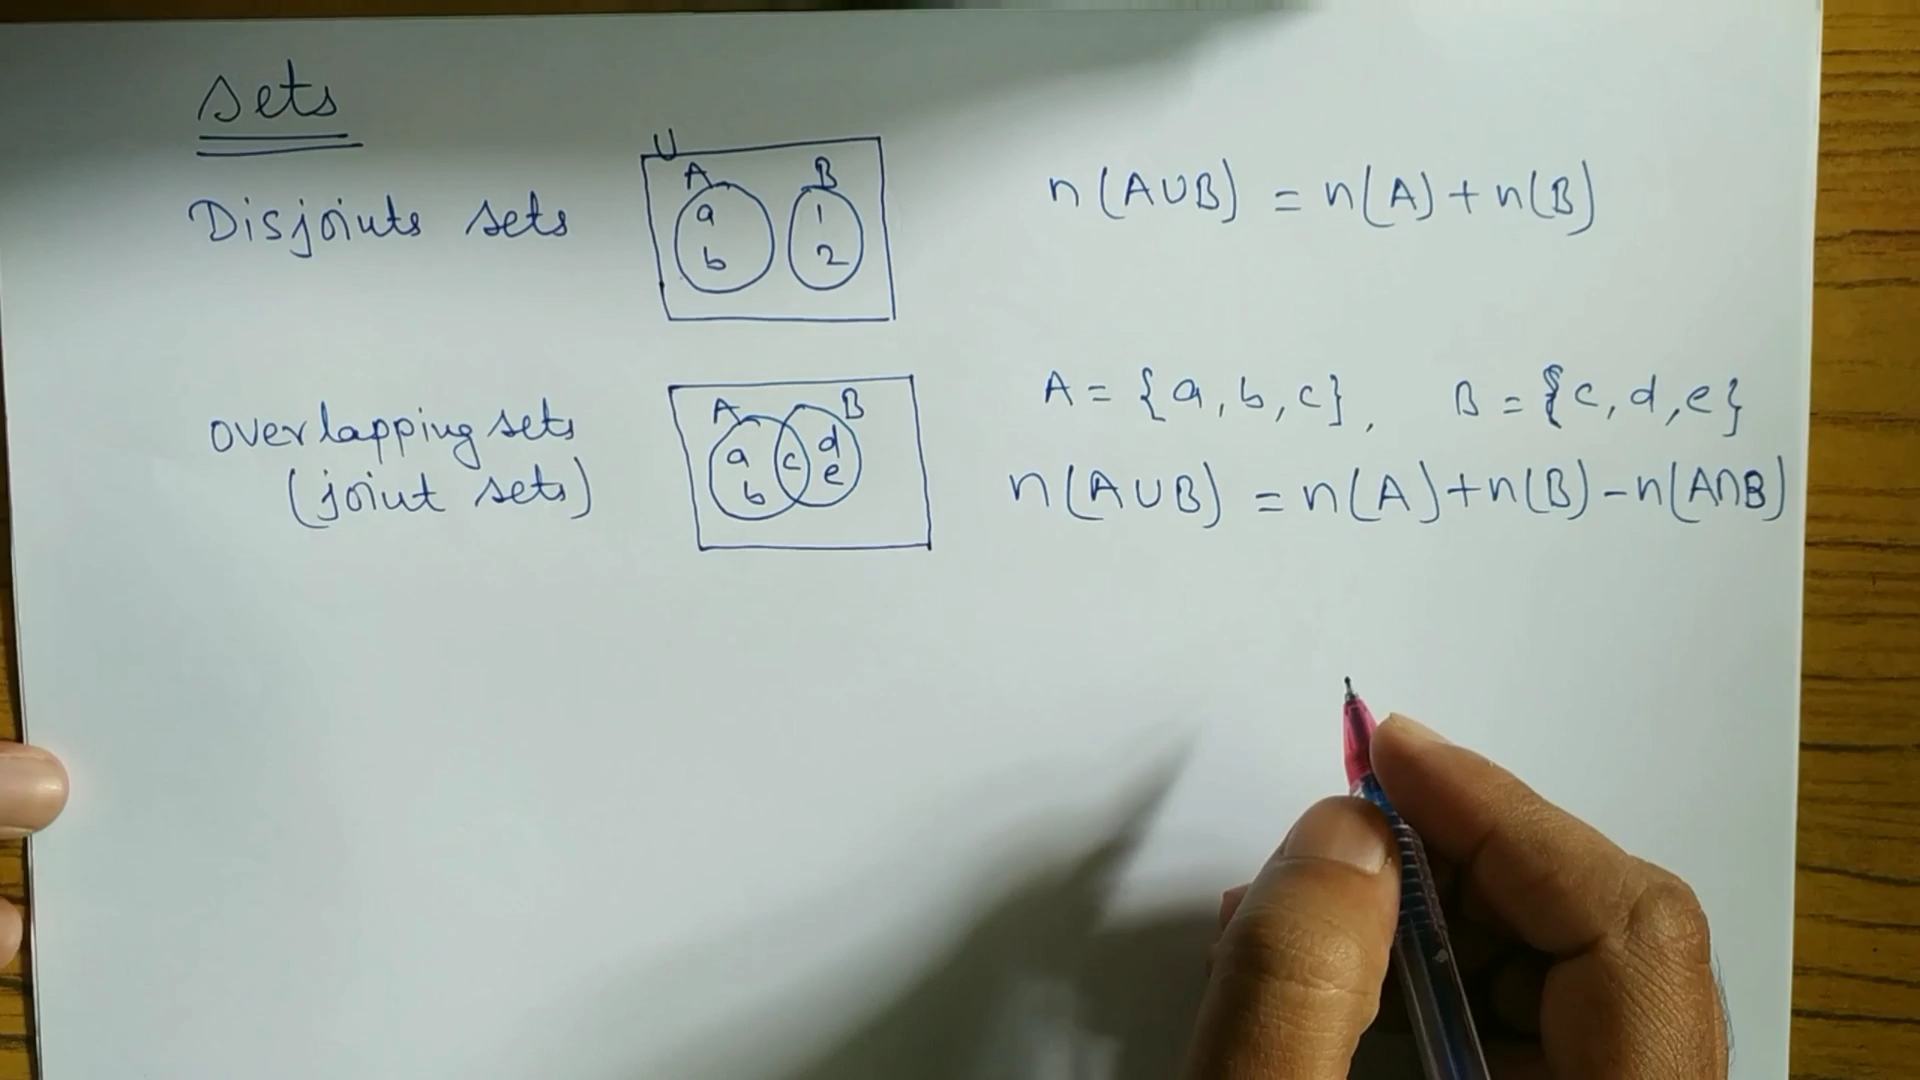 Sets
Disjoints sets
U
A B
a 1
b 2
n(A∪B) = n(A)+n(B)
overlapping sets
(joint sets)
A B
a c d
b e
A = {a, b, c}, B = {c, d, e}
n(A∪B) = n(A)+n(B)-n(A∩B)